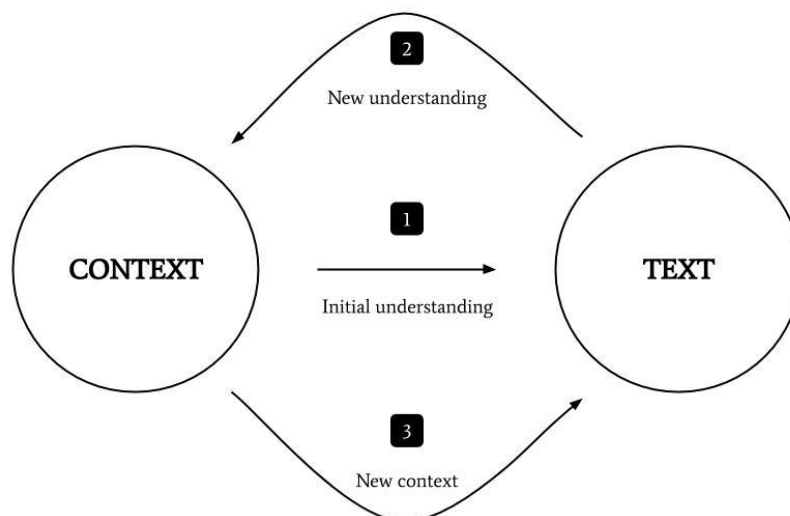 2
New understanding
1
CONTEXT
TEXT
Initial understanding
3
New context